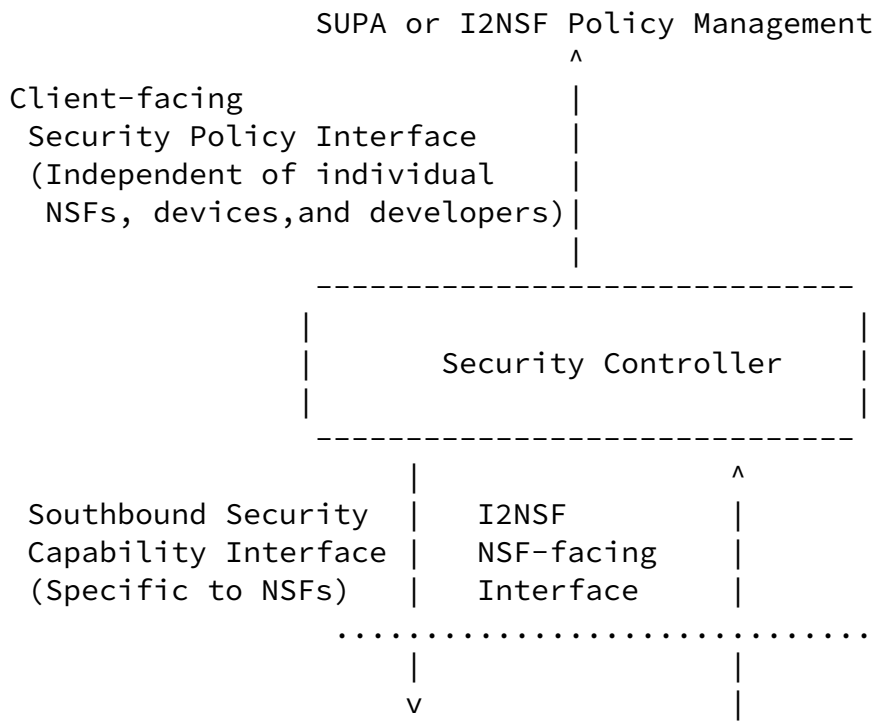 SUPA or I2NSF Policy Management
^
Client-facing |
Security Policy Interface |
(Independent of individual |
NSFs, devices,and developers)|
|
------------------------------
| |
| Security Controller |
| |
------------------------------
| ^
Southbound Security | I2NSF |
Capability Interface | NSF-facing |
(Specific to NSFs) | Interface |
..............................
| |
v |